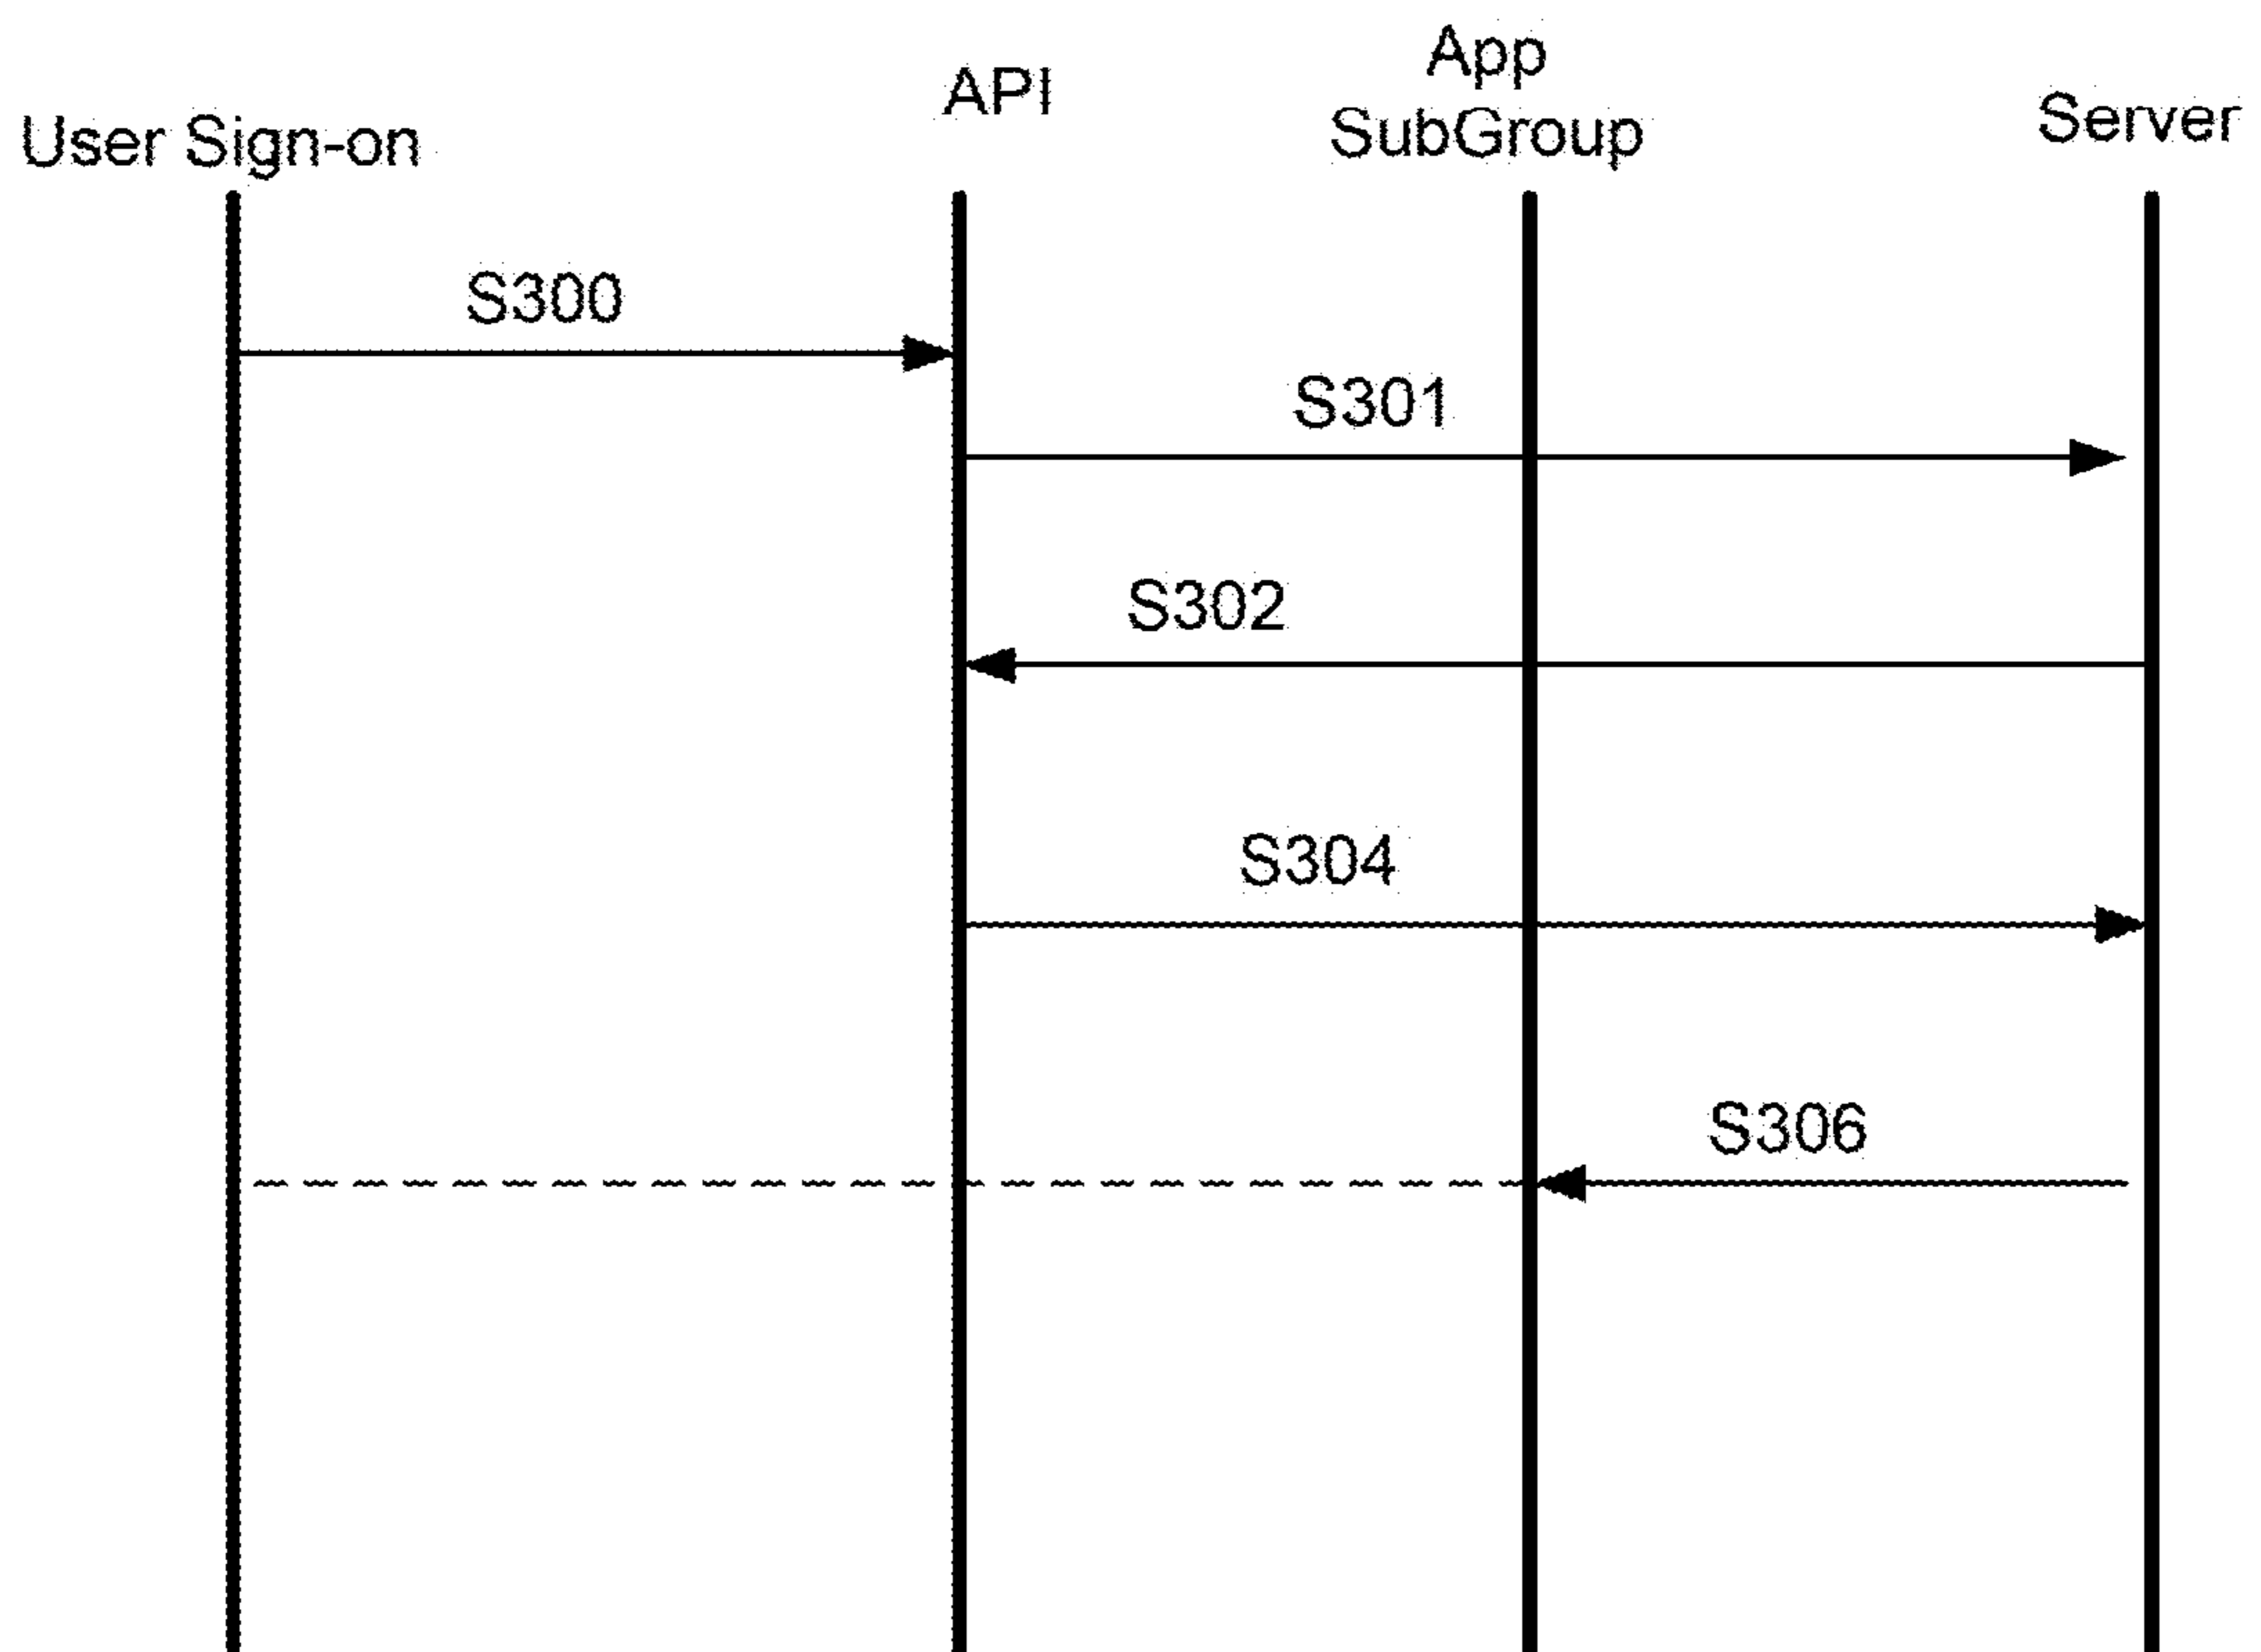 User Sign-on
API
App
SubGroup
Server
S300
S301
S302
S304
S306